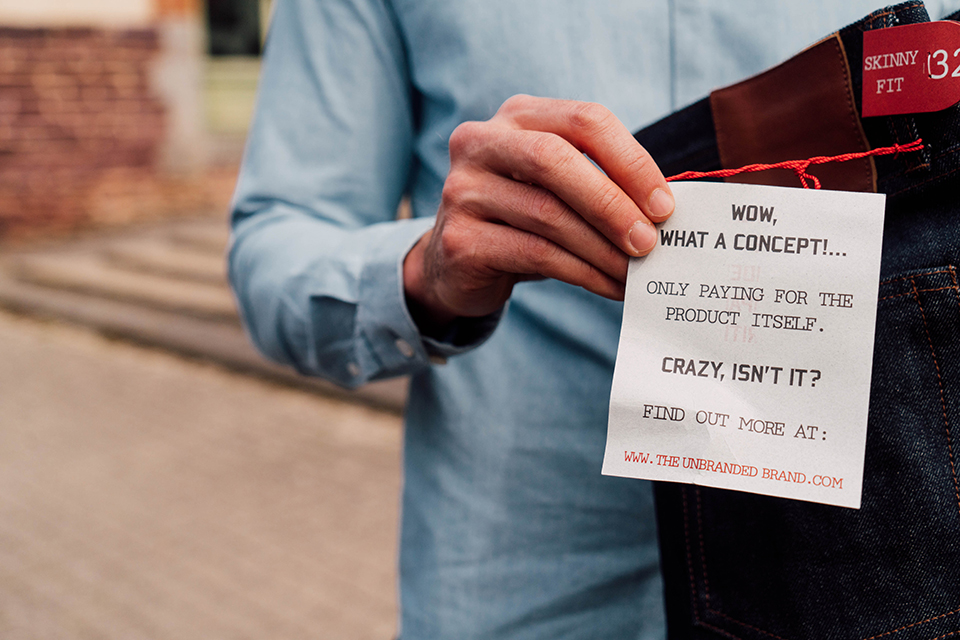 SKINNY
FIT
32
WOW,
WHAT A CONCEPT!...
ONLY PAYING FOR THE
PRODUCT ITSELF.
CRAZY, ISN'T IT?
FIND OUT MORE AT:
WWW.THE UNBRANDED BRAND.COM